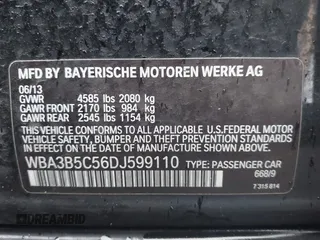 MFD BY BAYERISCHE MOTOREN WERKE AG
06/13
GVWR 4585 lbs 2080 kg
GAWR FRONT 2170 lbs 984 kg
GAWR REAR 2545 lbs 1154 kg
THIS VEHICLE CONFORMS TO ALL APPLICABLE
FEDERAL MOTOR VEHICLE SAFETY, BUMPER,
AND THEFT PREVENTION STANDARDS IN EFFECT
ON THE DATE OF MANUFACTURE SHOWN ABOVE.
WBA3B5C56DJ599110 TYPE: PASSENGER CAR
668/9
7 315 814
DREAMBID